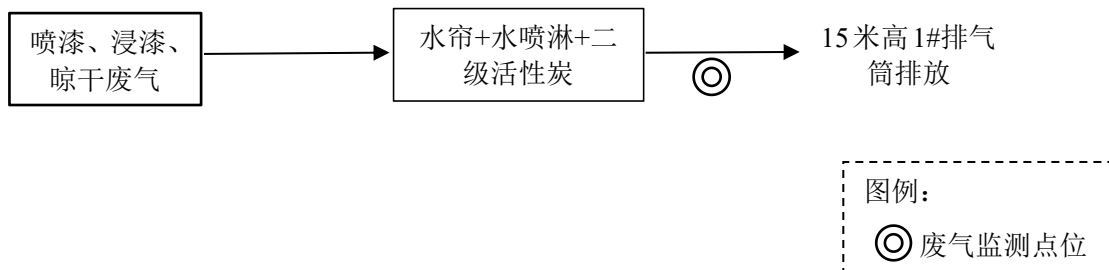 喷漆、浸漆、
晾干废气
水帘+水喷淋+二
级活性炭
15米高1#排气
筒排放
图例：
废气监测点位